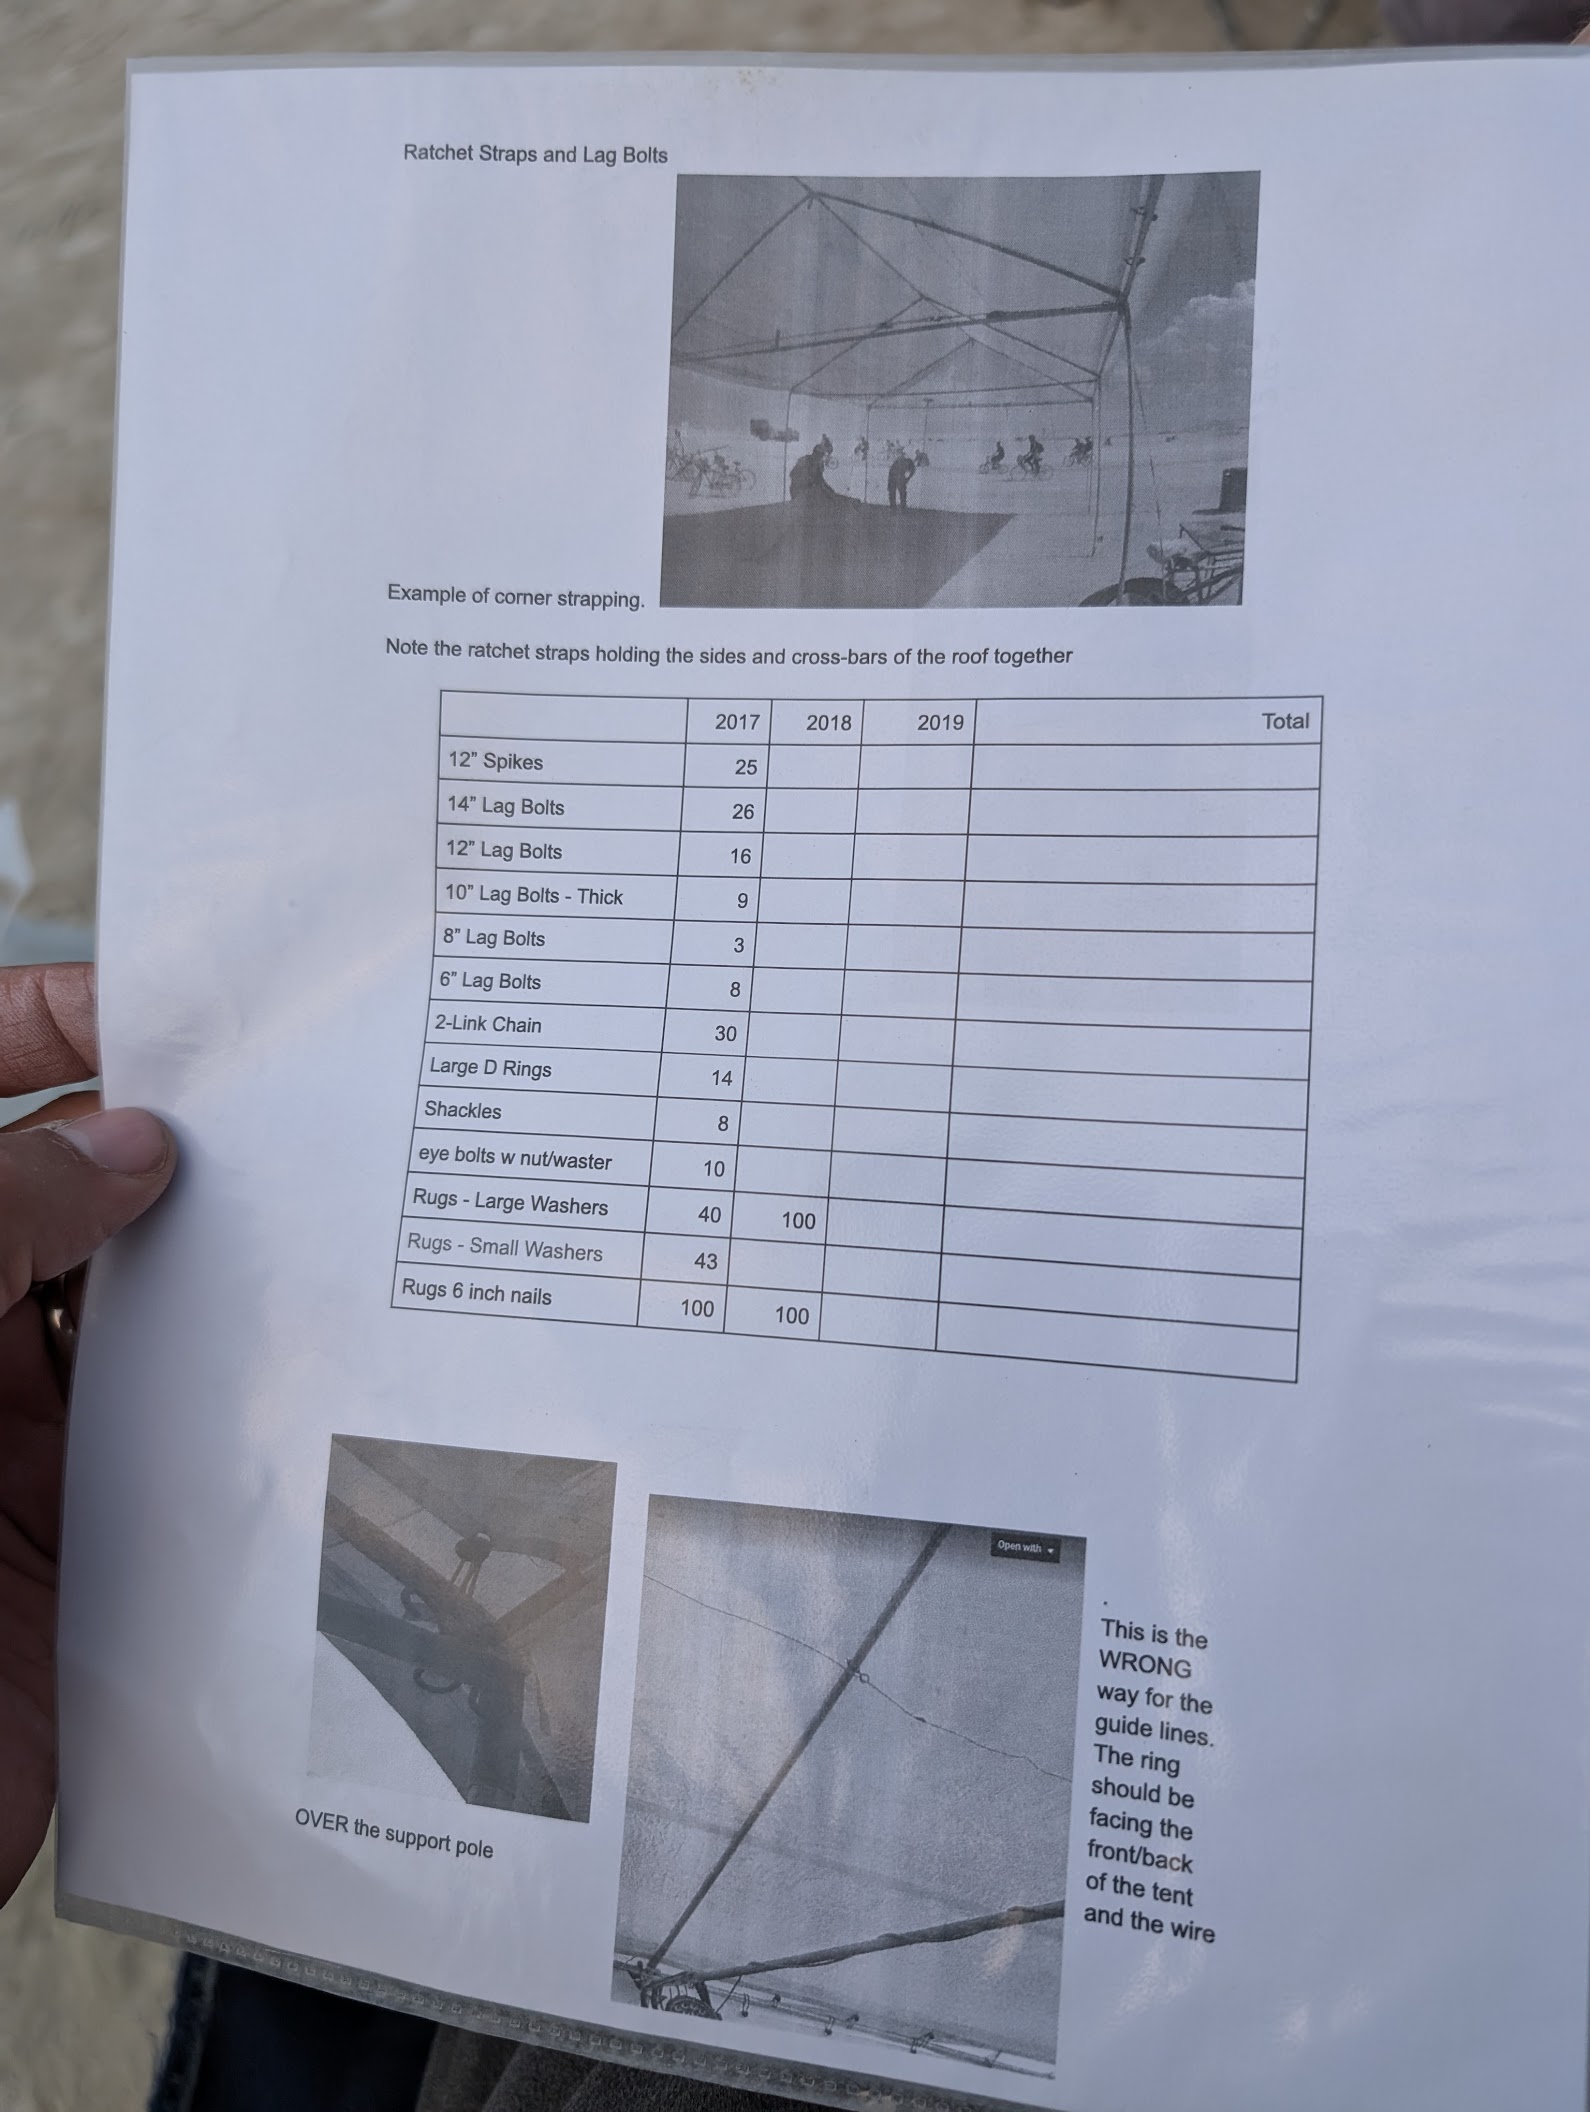 Ratchet Straps and Lag Bolts
Example of corner strapping.
Note the ratchet straps holding the sides and cross-bars of the roof together
2017 2018 2019 Total
12" Spikes 25
14" Lag Bolts 26
12" Lag Bolts 16
10" Lag Bolts - Thick 9
8" Lag Bolts 3
6" Lag Bolts 8
2-Link Chain 30
Large D Rings 14
Shackles 8
eye bolts w nut/waster 10
Rugs - Large Washers 40 100
Rugs - Small Washers 43
Rugs 6 inch nails 100 100
OVER the support pole
Open with
.
This is the
WRONG
way for the
guide lines.
The ring
should be
facing the
front/back
of the tent
and the wire